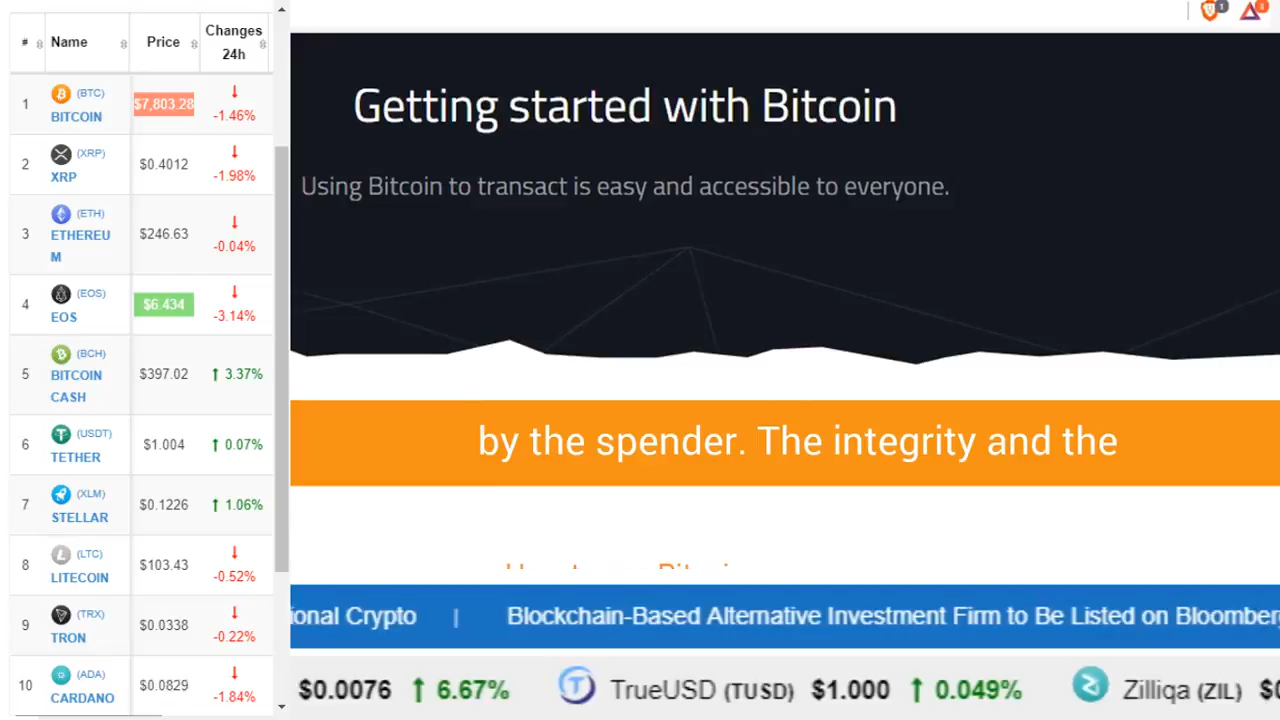 # Name Price Changes 24h
1 (BTC) BITCOIN $7,803.28 ↓ -1.46%
2 (XRP) XRP $0.4012 ↓ -1.98%
3 (ETH) ETHEREUM $246.63 ↓ -0.04%
4 (EOS) EOS $6.434 ↓ -3.14%
5 (BCH) BITCOIN CASH $397.02 ↑ 3.37%
6 (USDT) TETHER $1.004 ↑ 0.07%
7 (XLM) STELLAR $0.1226 ↑ 1.06%
8 (LTC) LITECOIN $103.43 ↓ -0.52%
9 (TRX) TRON $0.0338 ↓ -0.22%
10 (ADA) CARDANO $0.0829 ↓ -1.84%
Getting started with Bitcoin
Using Bitcoin to transact is easy and accessible to everyone.
by the spender. The integrity and the
ional Crypto | Blockchain-Based Alternative Investment Firm to Be Listed on Bloomber
$0.0076 ↑ 6.67% TrueUSD (TUSD) $1.000 ↑ 0.049% Zilliqa (ZIL)